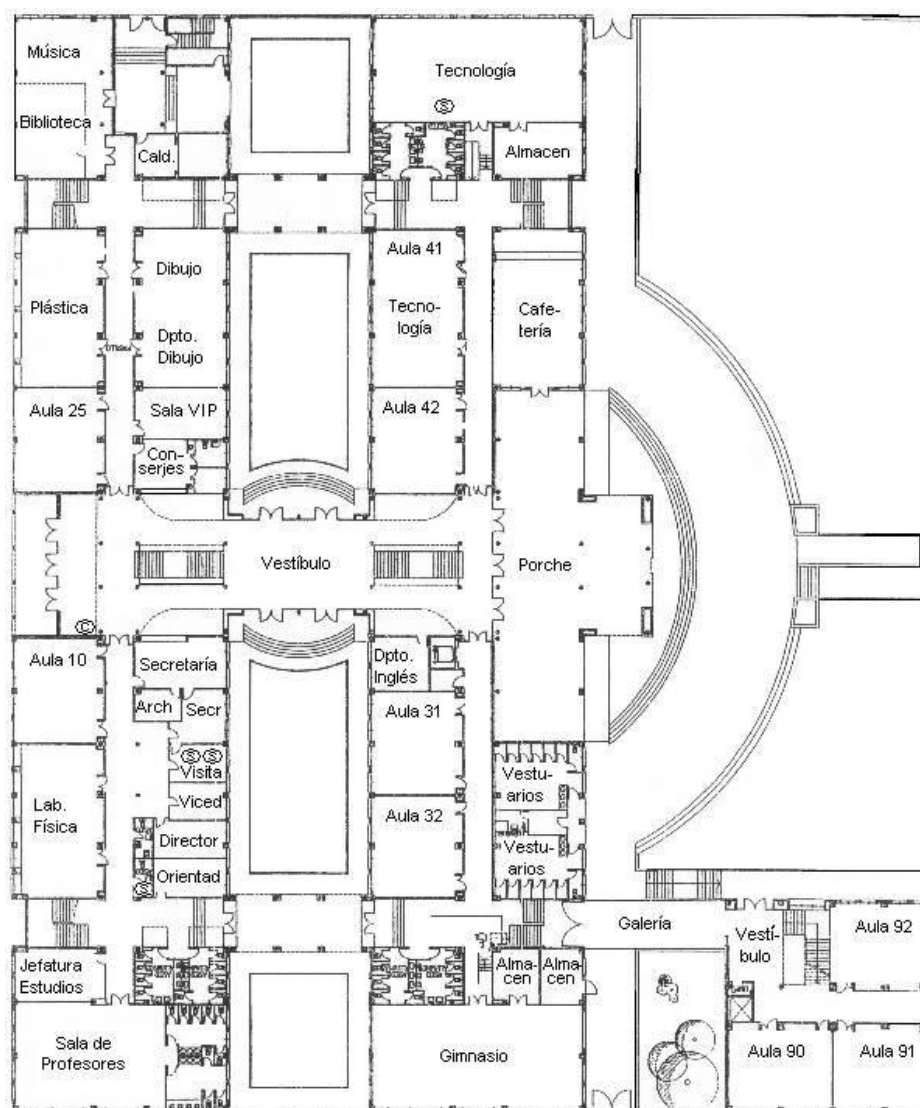 Música
Tecnología
Biblioteca
S
Cald.
Almacen
Aula 41
Dibujo
Plástica
Tecno-
logía
Cafe-
tería
Dpto.
Dibujo
Aula 25
Sala VIP
Aula 42
Con-
serjes
Vestíbulo
Porche
C
Aula 10
Secretaría
Dpto.
Inglés
Arch
Secr
Aula 31
S S
Visita
Vestu-
arios
Lab.
Física
Viced
Aula 32
Director
Vestu-
arios
Orientad
S
Galería
Vestí-
bulo
Aula 92
Jefatura
Estudios
Alma-
cen
Alma-
cen
Sala de
Profesores
Gimnasio
Aula 90
Aula 91